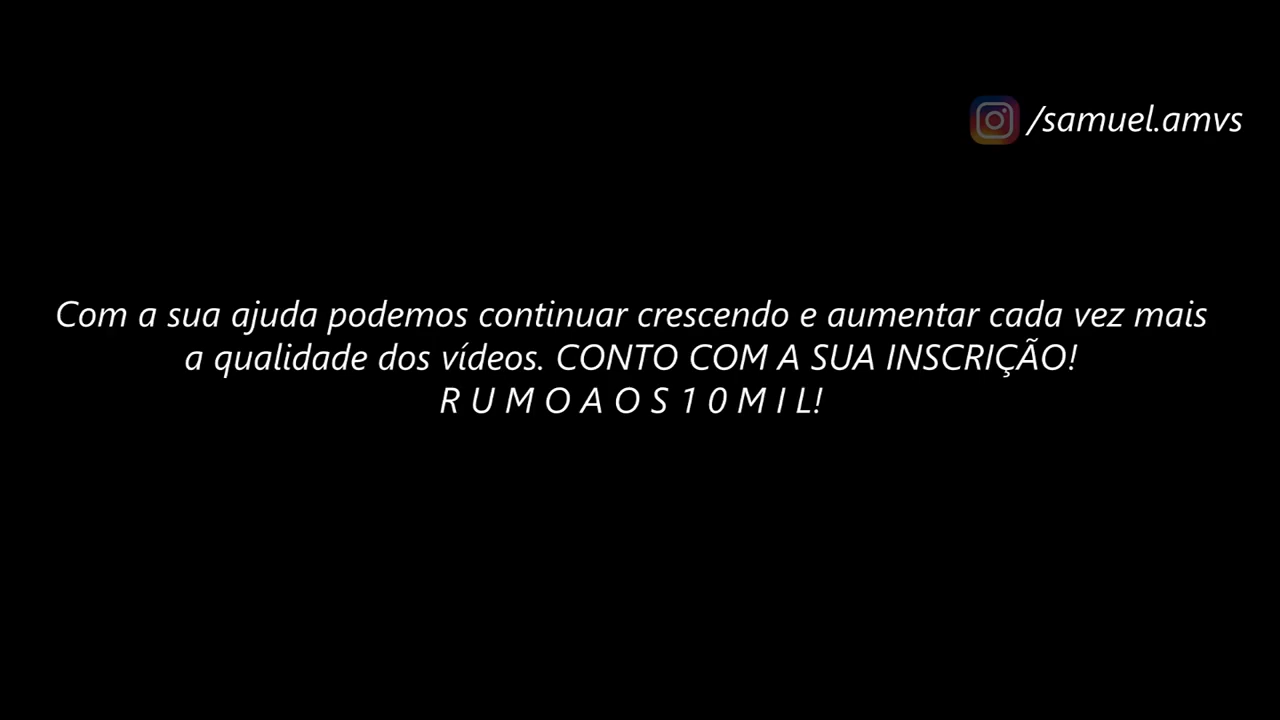 /samuel.amvs
Com a sua ajuda podemos continuar crescendo e aumentar cada vez mais
a qualidade dos vídeos. CONTO COM A SUA INSCRIÇÃO!
R U M O A O S 1 0 M I L!